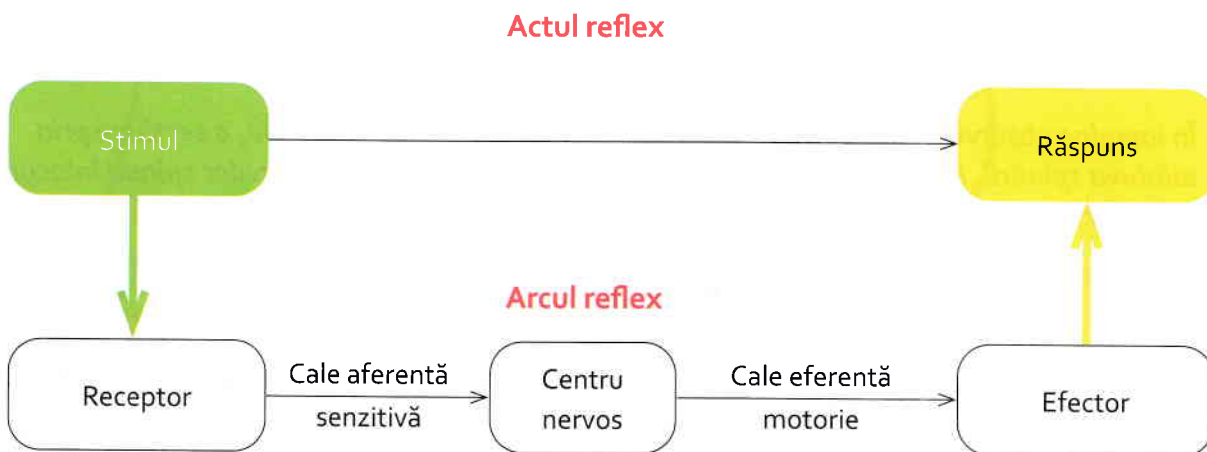 Actul reflex
Stimul
Răspuns
Arcul reflex
Receptor
Cale aferentă
senzitivă
Centru
nervos
Cale eferentă
motorie
Efector